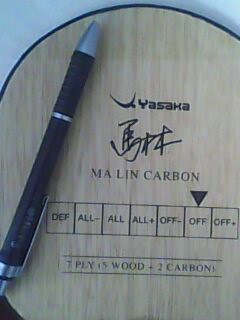 Yasaka
馬林
MA LIN CARBON
DEF ALL- ALL ALL+ OFF- OFF OFF+
7 PLY (5 WOOD + 2 CARBON)